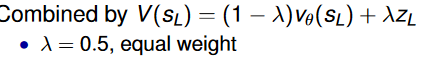 Combined by V(s_L) = (1 − λ)v_θ(s_L) + λz_L
• λ = 0.5, equal weight